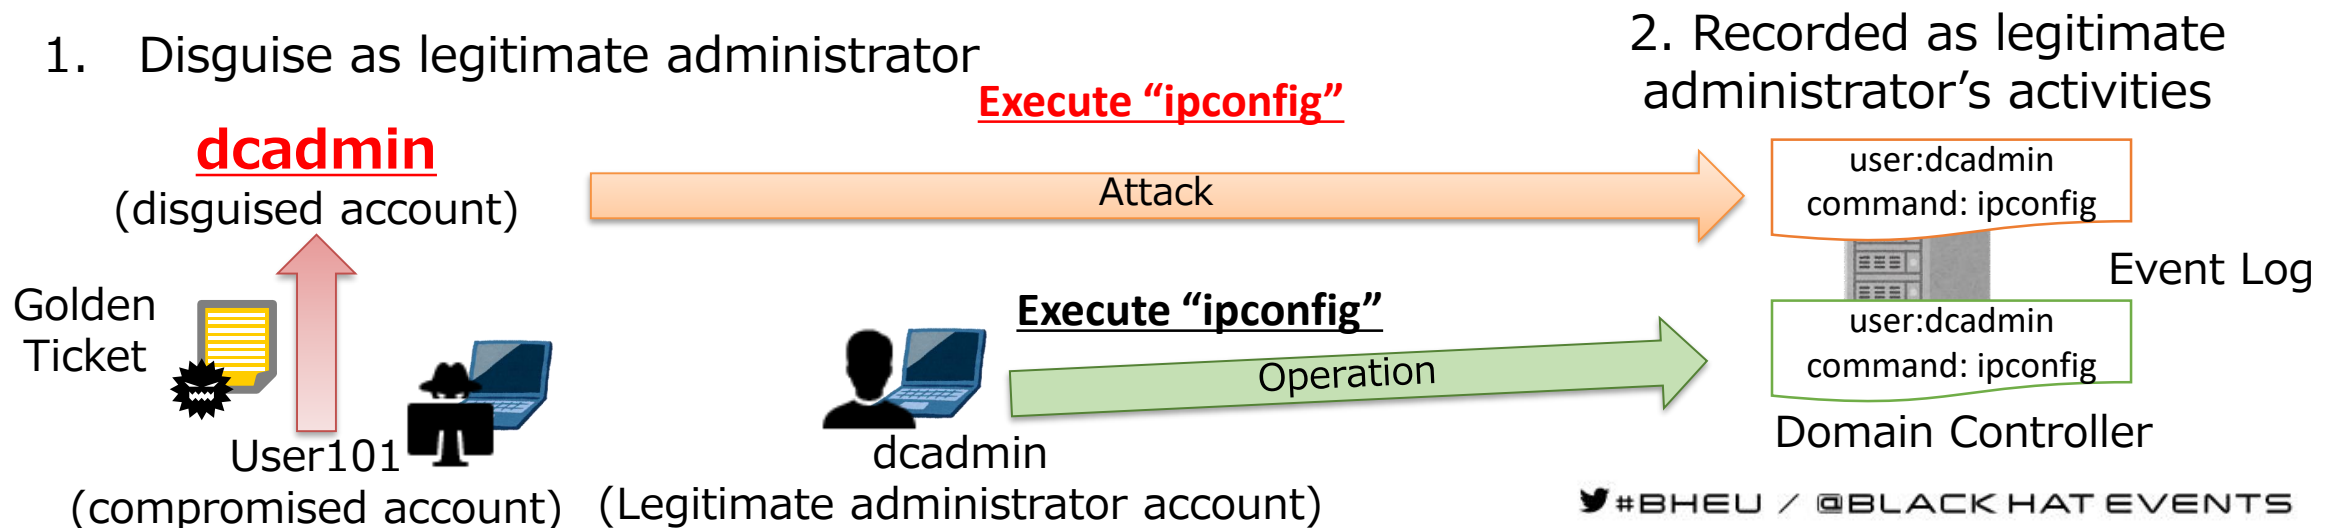 1. Disguise as legitimate administrator
2. Recorded as legitimate
administrator’s activities
Execute “ipconfig”
dcadmin
(disguised account)
Attack
user:dcadmin
command: ipconfig
Event Log
Golden
Ticket
Execute “ipconfig”
Operation
user:dcadmin
command: ipconfig
User101
(compromised account)
dcadmin
(Legitimate administrator account)
Domain Controller
#BHEU / @BLACK HAT EVENTS